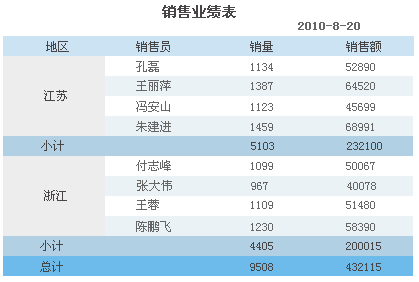 销售业绩表
2010-8-20
地区 销售员 销量 销售额
孔磊 1134 52890
王丽萍 1387 64520
江苏
冯安山 1123 45699
朱建进 1459 68991
小计 5103 232100
付志峰 1099 50067
张大伟 967 40078
浙江
王蓉 1109 51480
陈鹏飞 1230 58390
小计 4405 200015
总计 9508 432115